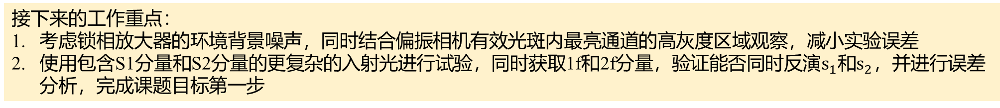 接下来的工作重点：
1. 考虑锁相放大器的环境背景噪声，同时结合偏振相机有效光斑内最亮通道的高灰度区域观察，减小实验误差
2. 使用包含S1分量和S2分量的更复杂的入射光进行试验，同时获取1f和2f分量，验证能否同时反演s₁和s₂，并进行误差
分析，完成课题目标第一步